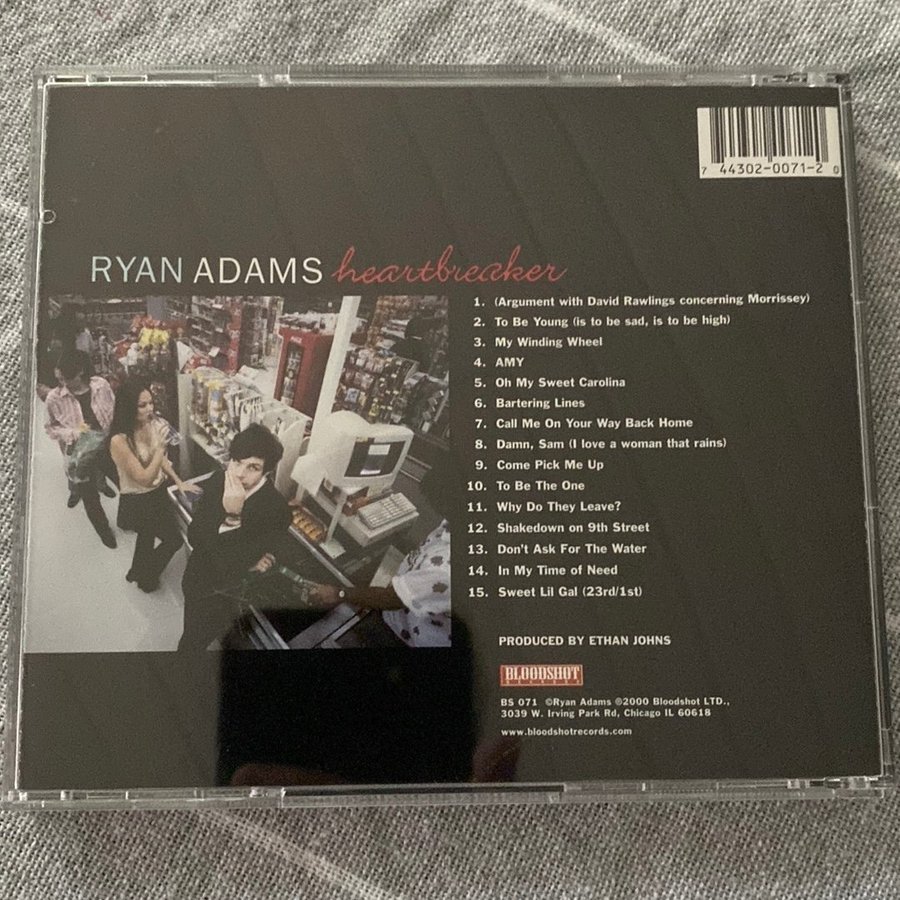 7 44302-0071-2 0
RYAN ADAMS heartbreaker
1. (Argument with David Rawlings concerning Morrissey)
2. To Be Young (is to be sad, is to be high)
3. My Winding Wheel
4. AMY
5. Oh My Sweet Carolina
6. Bartering Lines
7. Call Me On Your Way Back Home
8. Damn, Sam (I love a woman that rains)
9. Come Pick Me Up
10. To Be The One
11. Why Do They Leave?
12. Shakedown on 9th Street
13. Don't Ask For The Water
14. In My Time of Need
15. Sweet Lil Gal (23rd/1st)
PRODUCED BY ETHAN JOHNS
BLOODSHOT
RECORDS
BS 071 ©Ryan Adams ℗2000 Bloodshot LTD.,
3039 W. Irving Park Rd, Chicago IL 60618
www.bloodshotrecords.com